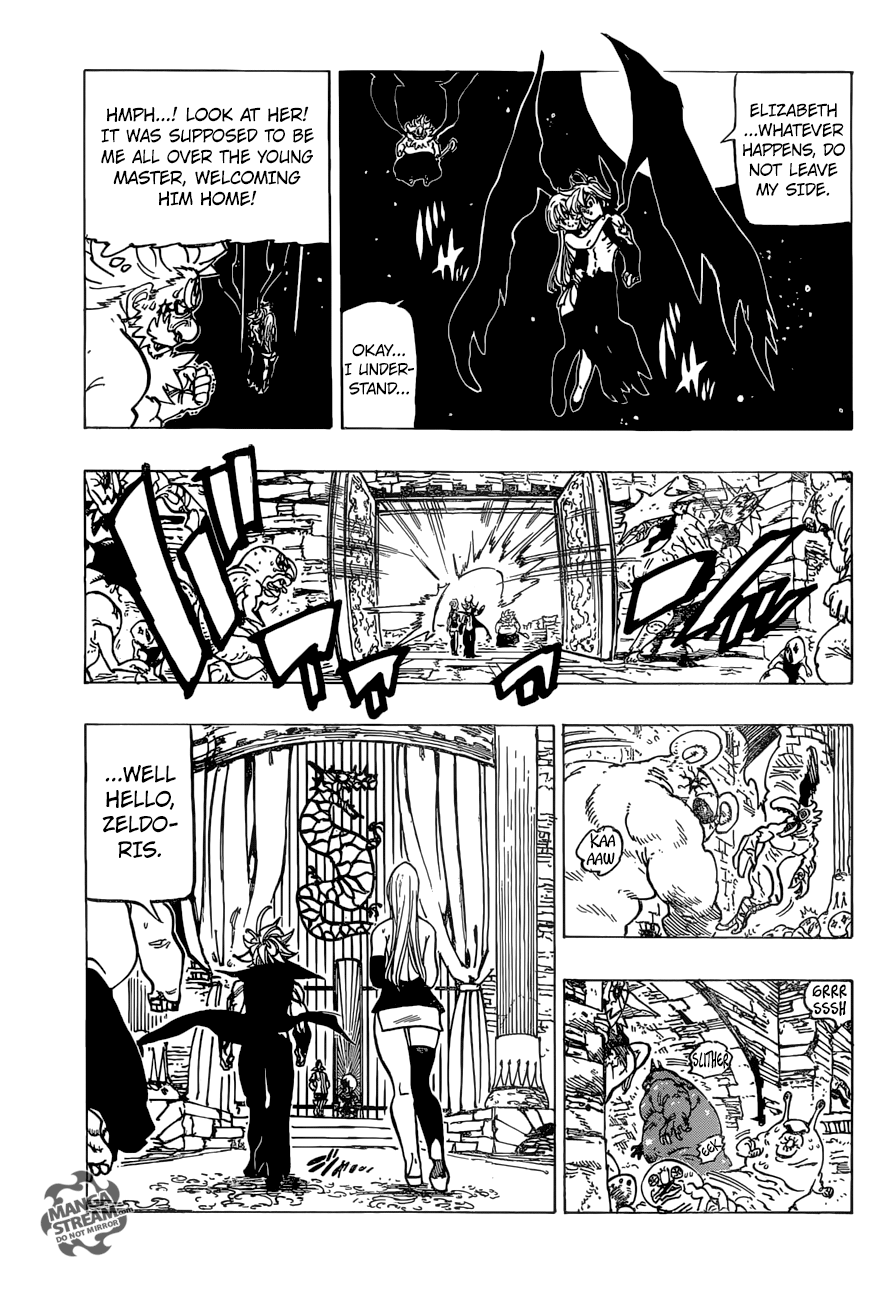 ELIZABETH
...WHATEVER
HAPPENS, DO
NOT LEAVE
MY SIDE.
OKAY...
I UNDER-
STAND...
HMPH...! LOOK AT HER!
IT WAS SUPPOSED TO BE
ME ALL OVER THE YOUNG
MASTER, WELCOMING
HIM HOME!
KAA
AAW
GRRR
SSSH
SLITHER
EEK
...WELL
HELLO,
ZELDO-
RIS.
MANGA
STREAM.com
DO NOT MIRROR